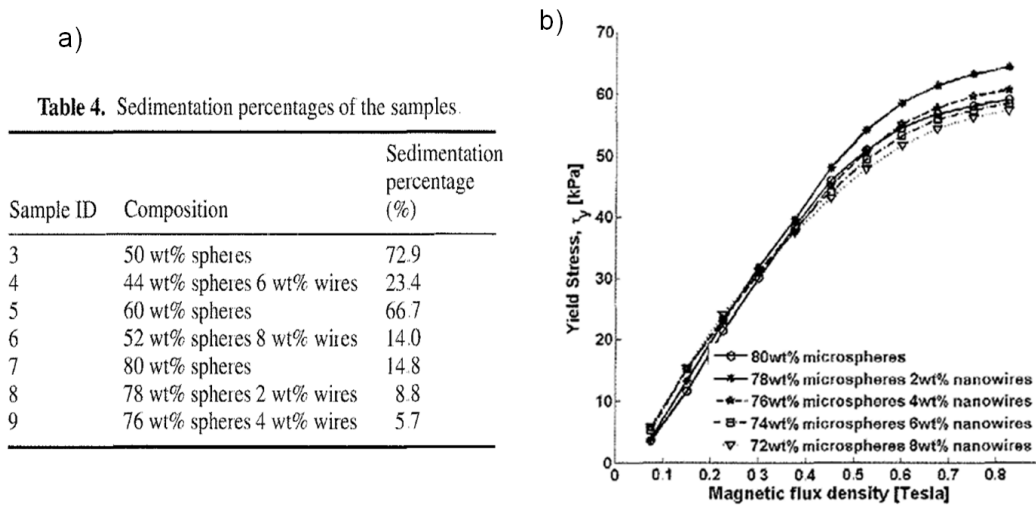 a)
Table 4. Sedimentation percentages of the samples.
Sedimentation
percentage
Sample ID Composition (%)
3 50 wt% spheres 72.9
4 44 wt% spheres 6 wt% wires 23.4
5 60 wt% spheres 66.7
6 52 wt% spheres 8 wt% wires 14.0
7 80 wt% spheres 14.8
8 78 wt% spheres 2 wt% wires 8.8
9 76 wt% spheres 4 wt% wires 5.7
b)
70
60
50
40
30
20
10
0
Yield Stress, τy [kPa]
80wt% microspheres
78wt% microspheres 2wt% nanowires
76wt% microspheres 4wt% nanowires
74wt% microspheres 6wt% nanowires
72wt% microspheres 8wt% nanowires
0 0.1 0.2 0.3 0.4 0.5 0.6 0.7 0.8
Magnetic flux density [Tesla]